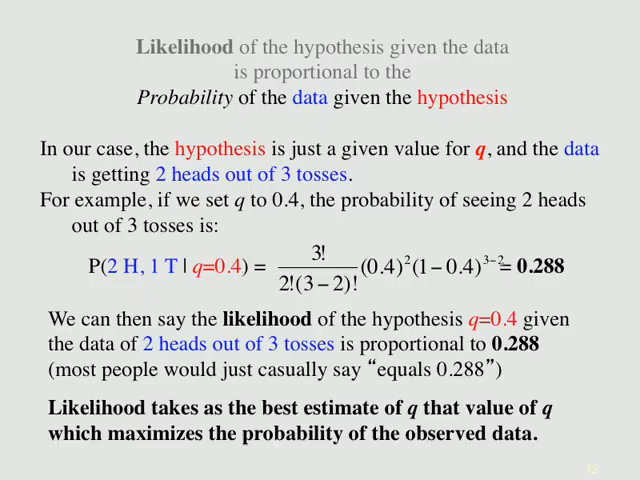 Likelihood of the hypothesis given the data
is proportional to the
Probability of the data given the hypothesis
In our case, the hypothesis is just a given value for q, and the data
is getting 2 heads out of 3 tosses.
For example, if we set q to 0.4, the probability of seeing 2 heads
out of 3 tosses is:
P(2 H, 1 T | q=0.4) = 3! / 2!(3 − 2)! (0.4)^2 (1 − 0.4)^3−2 = 0.288
We can then say the likelihood of the hypothesis q=0.4 given
the data of 2 heads out of 3 tosses is proportional to 0.288
(most people would just casually say “equals 0.288”)
Likelihood takes as the best estimate of q that value of q
which maximizes the probability of the observed data.
12